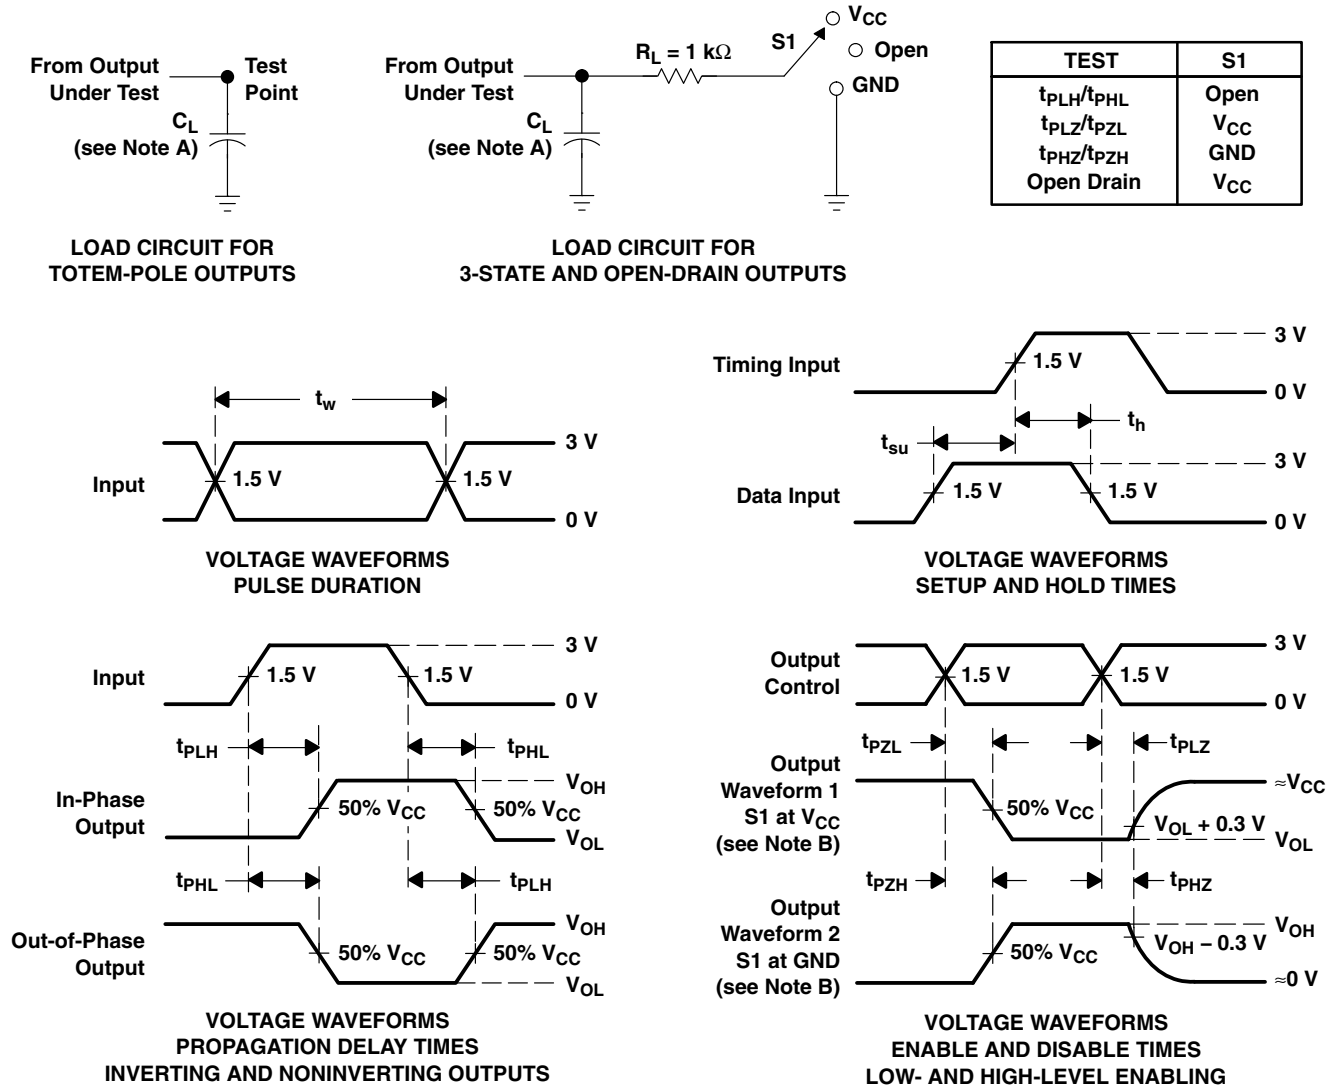 From Output
Under Test
Test
Point
CL
(see Note A)
LOAD CIRCUIT FOR
TOTEM-POLE OUTPUTS
From Output
Under Test
RL = 1 kΩ
S1
VCC
Open
GND
CL
(see Note A)
LOAD CIRCUIT FOR
3-STATE AND OPEN-DRAIN OUTPUTS
TEST S1
tPLH/tPHL Open
tPLZ/tPZL VCC
tPHZ/tPZH GND
Open Drain VCC
tw
Input
1.5 V
1.5 V
3 V
0 V
VOLTAGE WAVEFORMS
PULSE DURATION
Timing Input
1.5 V
3 V
0 V
tsu
th
Data Input
1.5 V
1.5 V
3 V
0 V
VOLTAGE WAVEFORMS
SETUP AND HOLD TIMES
Input
1.5 V
1.5 V
3 V
0 V
tPLH
tPHL
In-Phase
Output
50% VCC
50% VCC
VOH
VOL
tPHL
tPLH
Out-of-Phase
Output
50% VCC
50% VCC
VOH
VOL
VOLTAGE WAVEFORMS
PROPAGATION DELAY TIMES
INVERTING AND NONINVERTING OUTPUTS
Output
Control
1.5 V
1.5 V
3 V
0 V
tPZL
tPLZ
Output
Waveform 1
S1 at VCC
(see Note B)
50% VCC
VOL + 0.3 V
≈VCC
VOL
tPZH
tPHZ
Output
Waveform 2
S1 at GND
(see Note B)
50% VCC
VOH − 0.3 V
VOH
≈0 V
VOLTAGE WAVEFORMS
ENABLE AND DISABLE TIMES
LOW- AND HIGH-LEVEL ENABLING